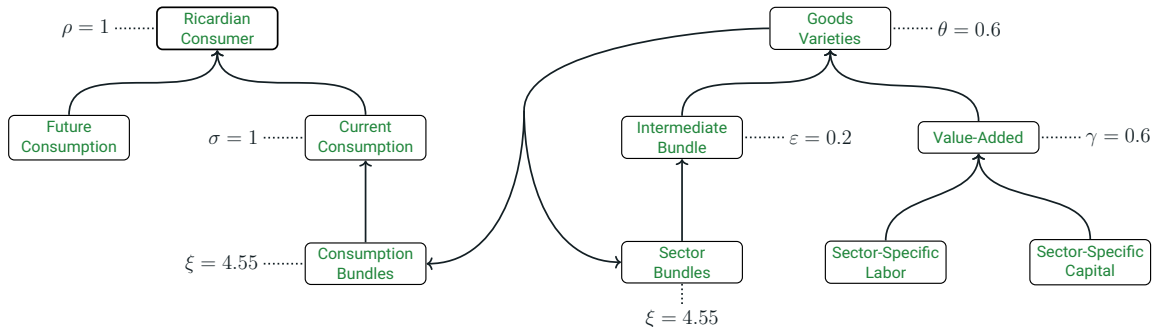 ρ = 1
Ricardian
Consumer
Goods
Varieties
θ = 0.6
Future
Consumption
σ = 1
Current
Consumption
Intermediate
Bundle
ε = 0.2
Value-Added
γ = 0.6
ξ = 4.55
Consumption
Bundles
Sector
Bundles
Sector-Specific
Labor
Sector-Specific
Capital
ξ = 4.55